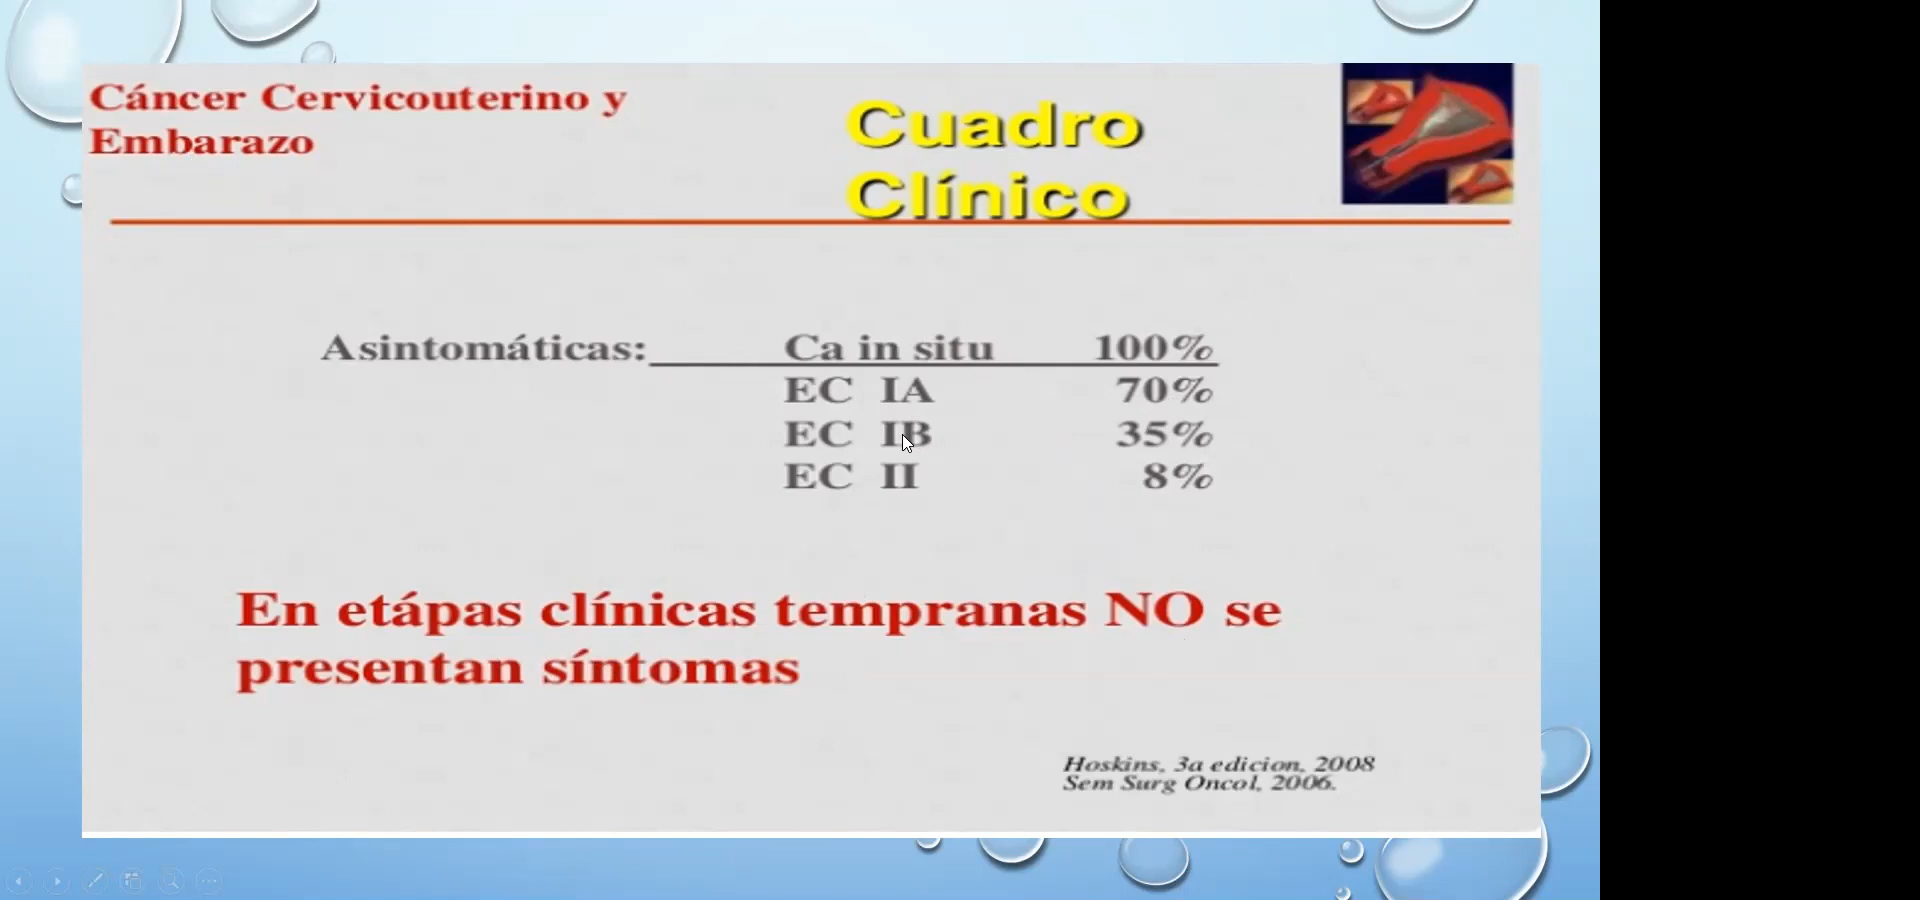 Cáncer Cervicouterino y
Embarazo
Cuadro
Clínico
Asintomáticas: Ca in situ 100%
EC IA 70%
EC IB 35%
EC II 8%
En etápas clínicas tempranas NO se
presentan síntomas
Hoskins, 3a edicion, 2008
Sem Surg Oncol, 2006.